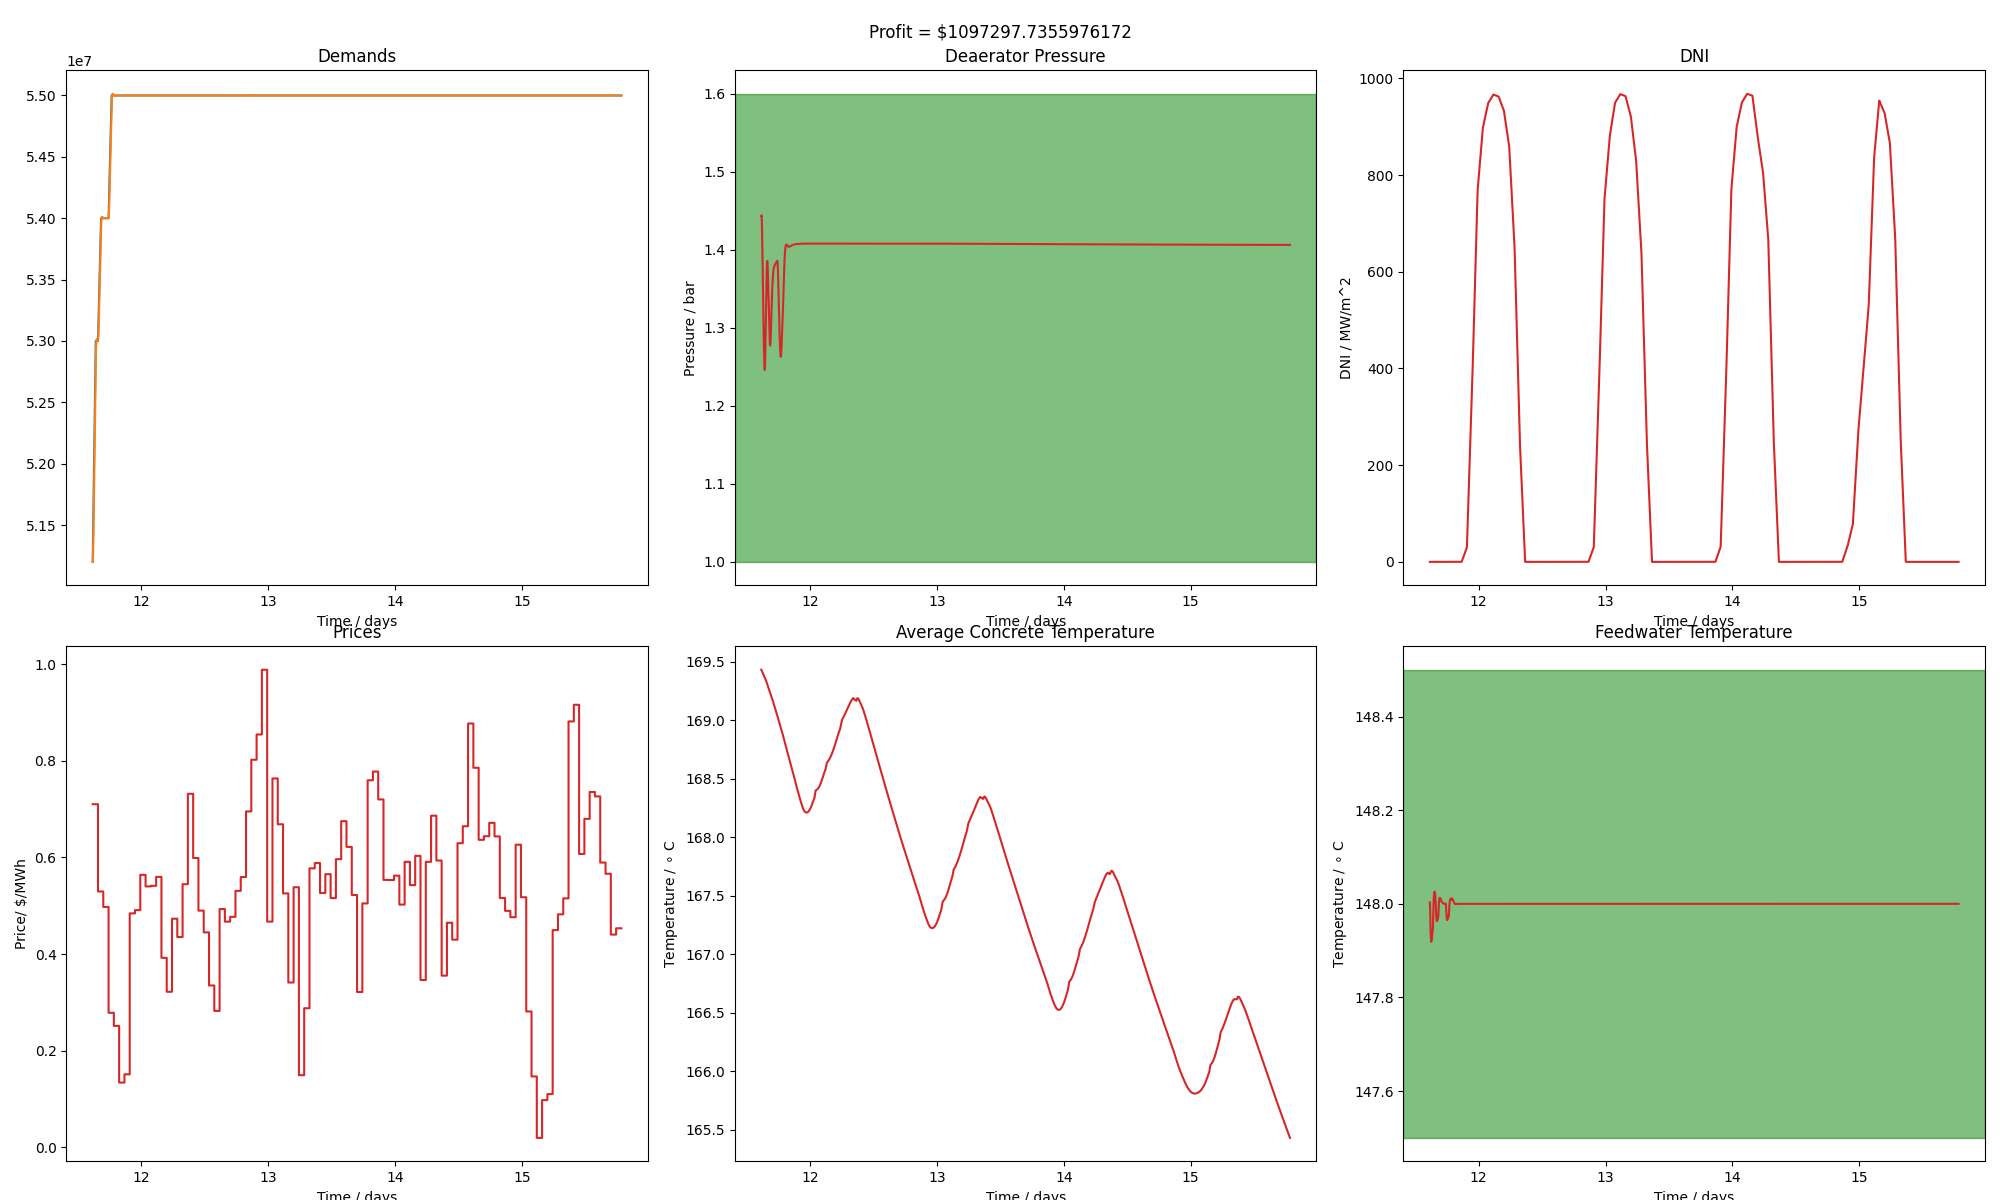 Profit = $1097297.7355976172
Demands
1e7
5.50
5.45
5.40
5.35
5.30
5.25
5.20
5.15
12 13 14 15
Time / days
Deaerator Pressure
Pressure / bar
1.6
1.5
1.4
1.3
1.2
1.1
1.0
12 13 14 15
Time / days
DNI
DNI / MW/m^2
1000
800
600
400
200
0
12 13 14 15
Time / days
Prices
Price/ $/MWh
1.0
0.8
0.6
0.4
0.2
0.0
12 13 14 15
Time / days
Average Concrete Temperature
Temperature / ∘ C
169.5
169.0
168.5
168.0
167.5
167.0
166.5
166.0
165.5
12 13 14 15
Time / days
Feedwater Temperature
Temperature / ∘ C
148.4
148.2
148.0
147.8
147.6
12 13 14 15
Time / days